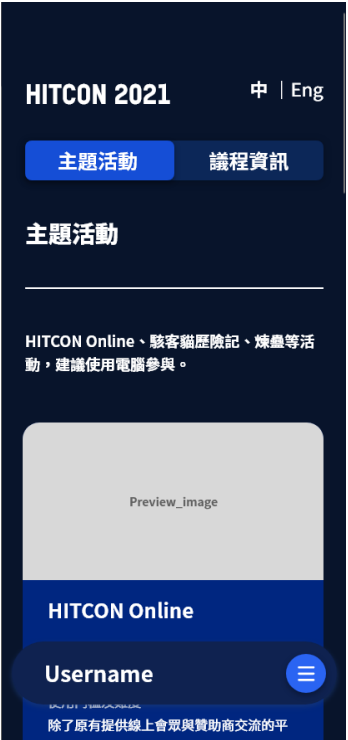 HITCON 2021
中 | Eng
主題活動
議程資訊
主題活動
HITCON Online、駭客貓歷險記、煉蠱等活
動，建議使用電腦參與。
Preview_image
HITCON Online
Username
除了原有提供線上會眾與贊助商交流的平